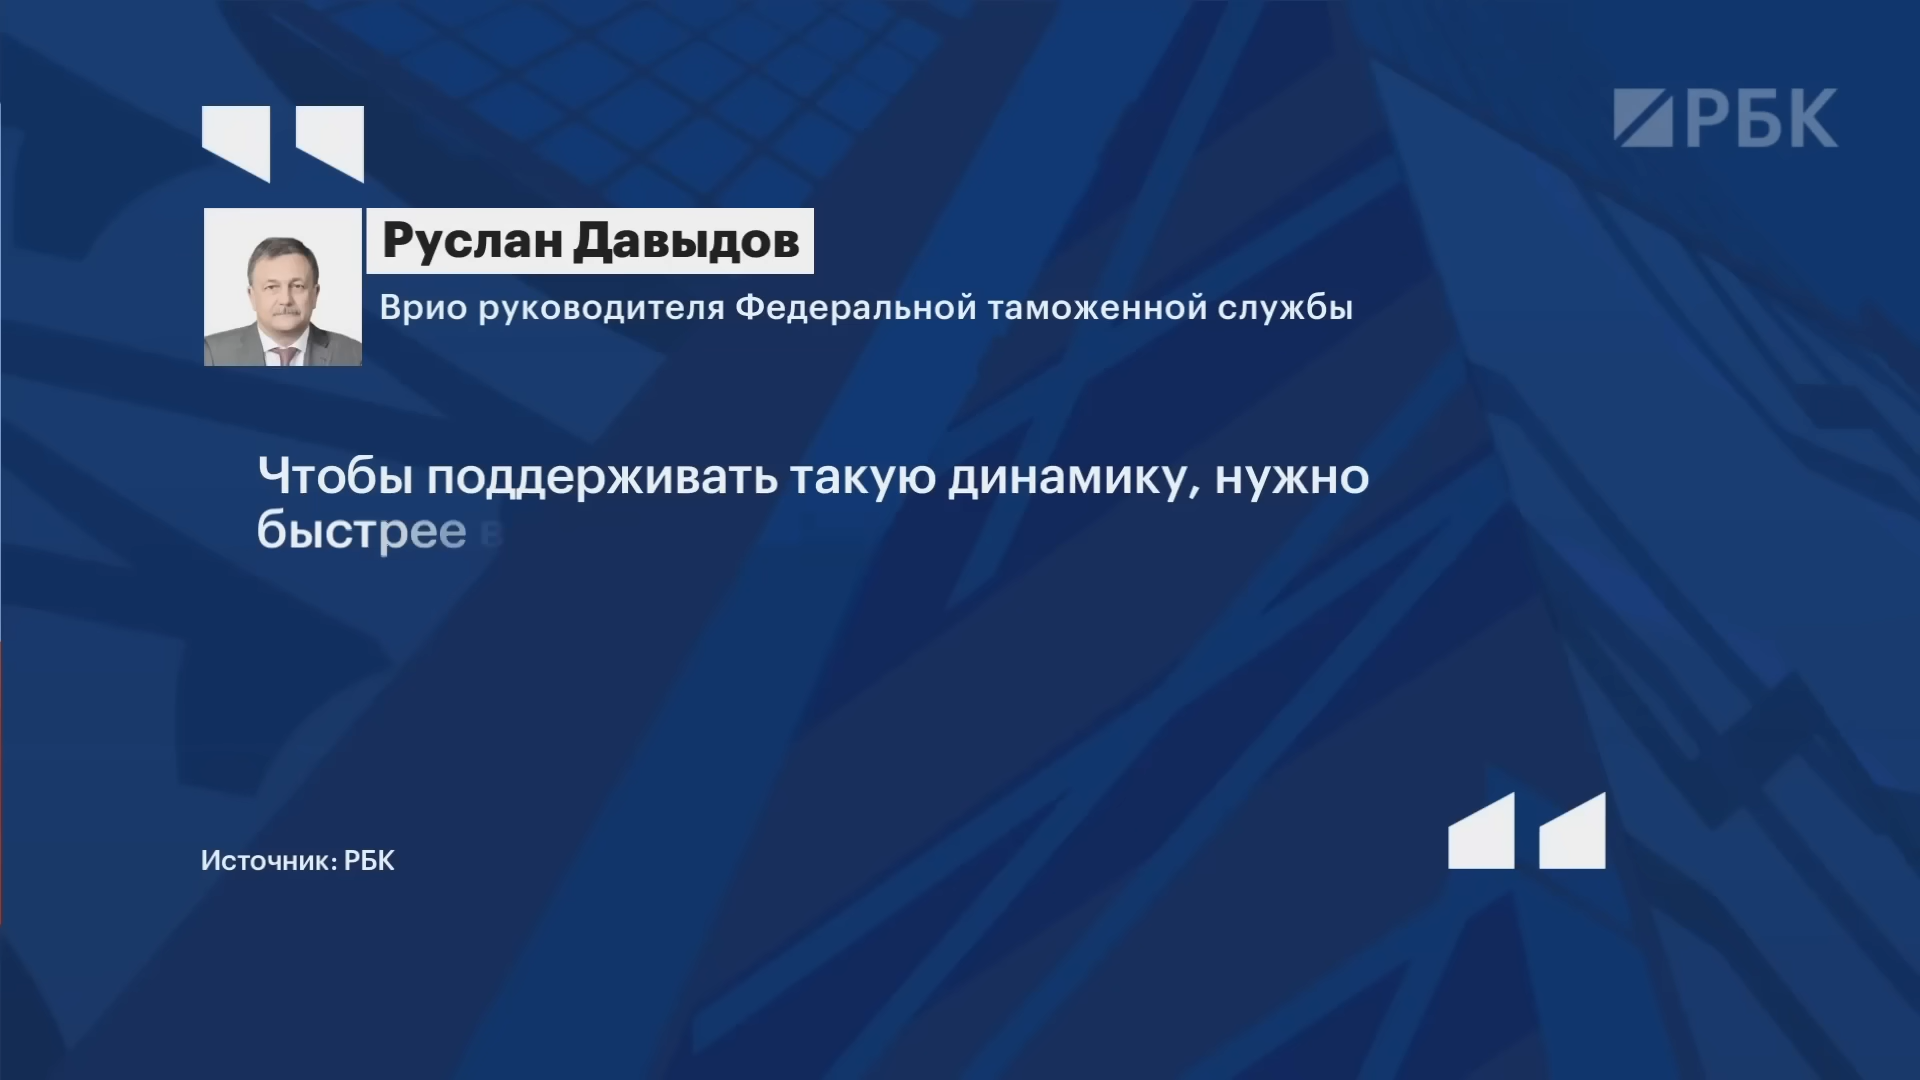 РБК
Руслан Давыдов
Врио руководителя Федеральной таможенной службы
Чтобы поддерживать такую динамику, нужно
быстрее в
Источник: РБК